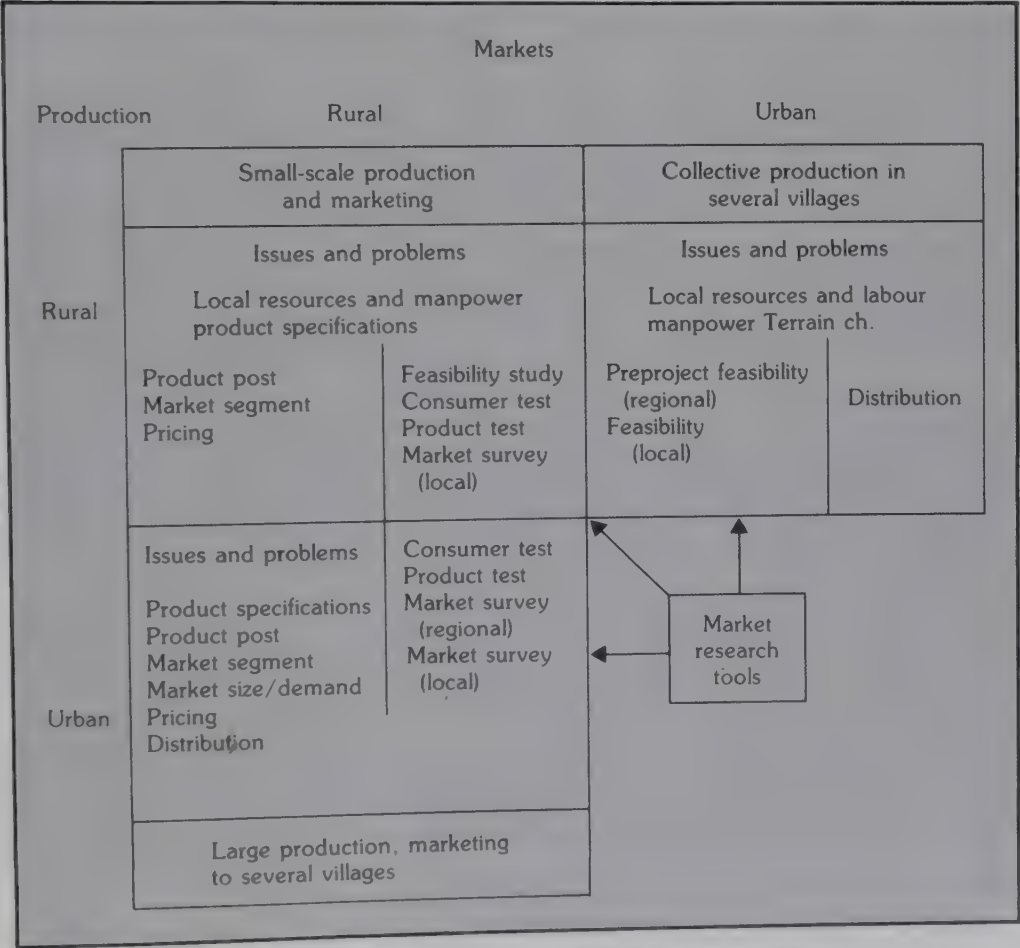 Markets
Production
Rural
Urban
Small-scale production
and marketing
Collective production in
several villages
Rural
Issues and problems
Local resources and manpower
product specifications
Product post
Market segment
Pricing
Feasibility study
Consumer test
Product test
Market survey
(local)
Issues and problems
Local resources and labour
manpower Terrain ch.
Preproject feasibility
(regional)
Feasibility
(local)
Distribution
Urban
Issues and problems
Product specifications
Product post
Market segment
Market size/demand
Pricing
Distribution
Consumer test
Product test
Market survey
(regional)
Market survey
(local)
Market
research
tools
Large production, marketing
to several villages